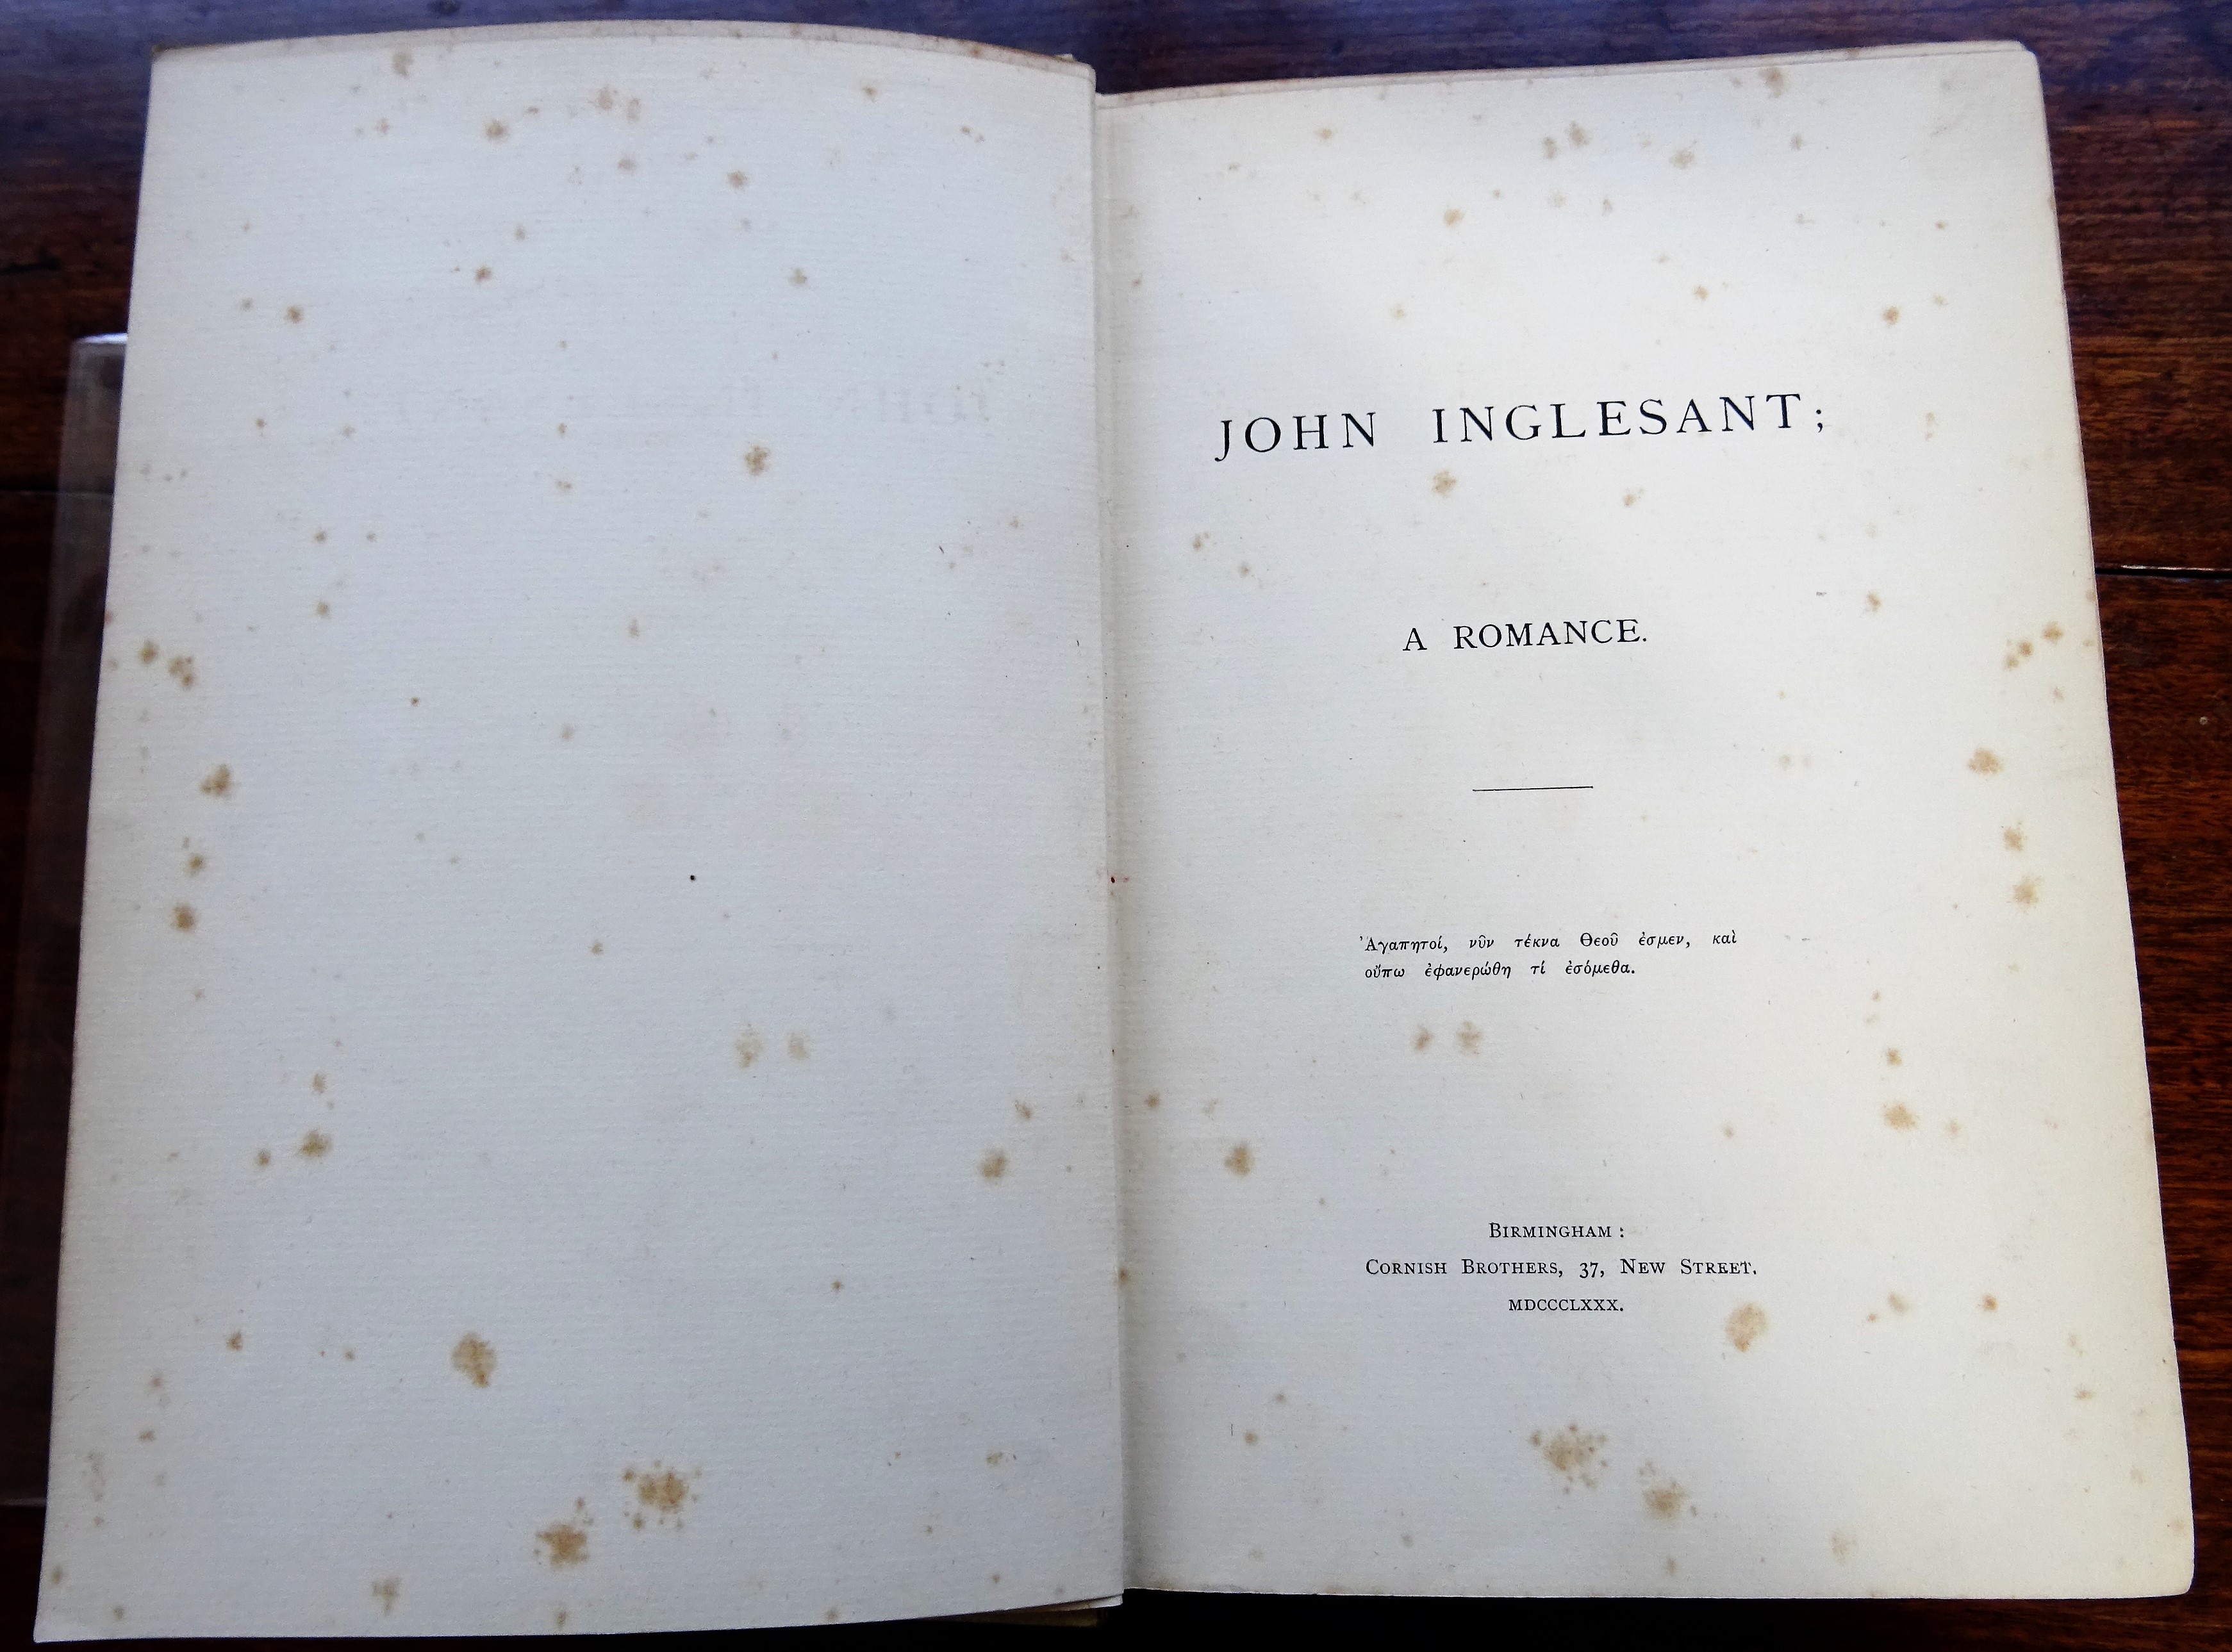 JOHN INGLESANT;
A ROMANCE.
Ἀγαπητοί, νῦν τέκνα Θεοῦ ἐσμεν, καὶ
οὔπω ἐφανερώθη τί ἐσόμεθα.
BIRMINGHAM :
CORNISH BROTHERS, 37, NEW STREET.
MDCCCLXXX.